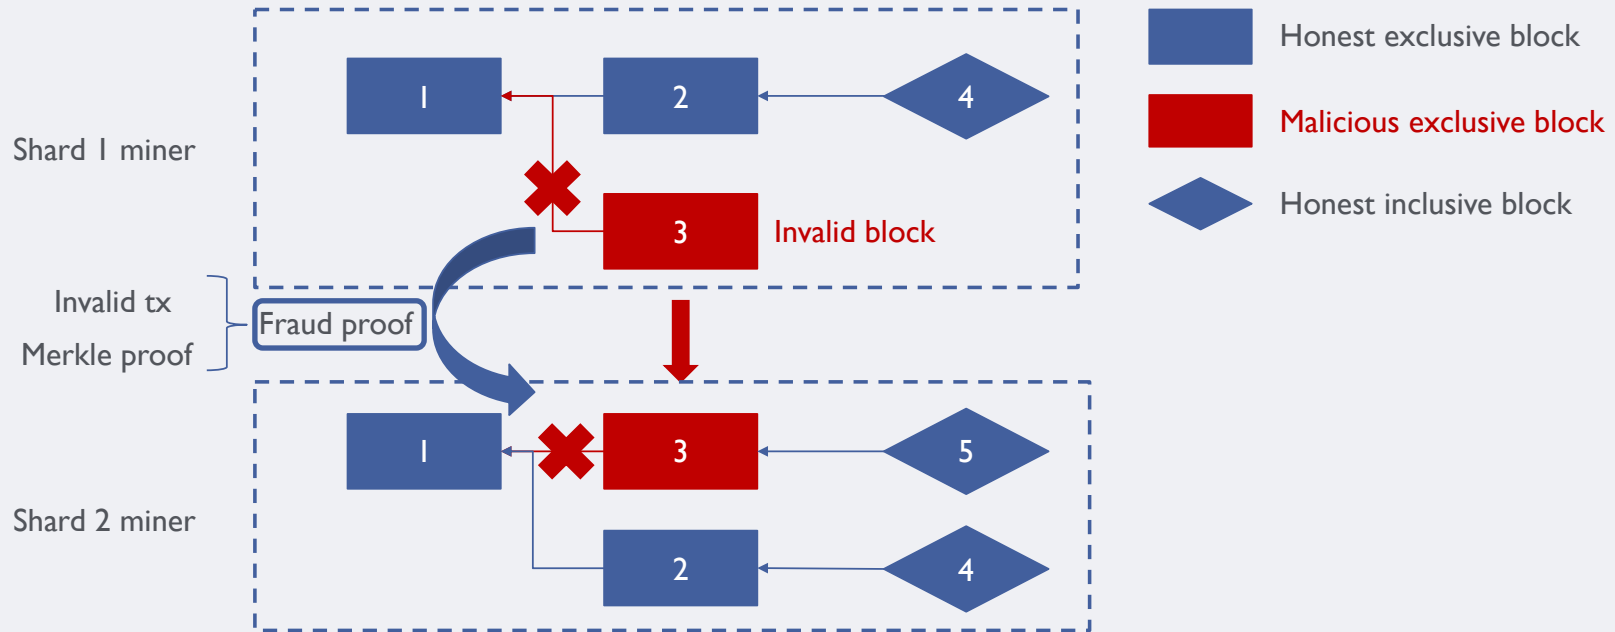 Shard 1 miner
1
2
4
3
Invalid block
Honest exclusive block
Malicious exclusive block
Honest inclusive block
Invalid tx
Merkle proof
Fraud proof
Shard 2 miner
1
3
5
2
4